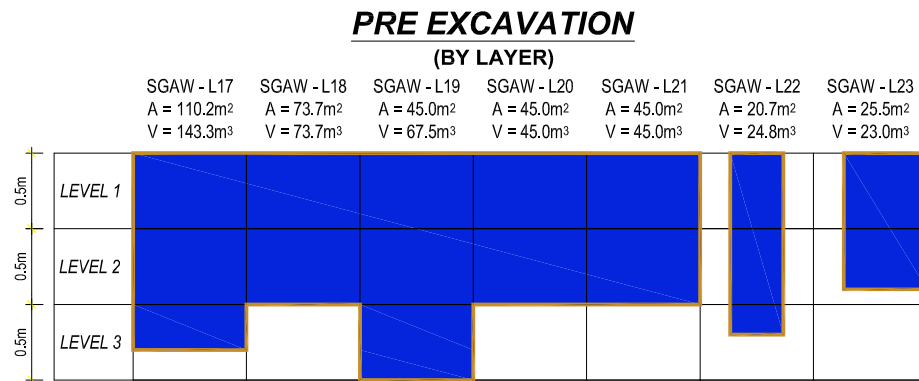 PRE EXCAVATION
(BY LAYER)
SGAW - L17 SGAW - L18 SGAW - L19 SGAW - L20 SGAW - L21 SGAW - L22 SGAW - L23
A = 110.2m² A = 73.7m² A = 45.0m² A = 45.0m² A = 45.0m² A = 20.7m² A = 25.5m²
V = 143.3m³ V = 73.7m³ V = 67.5m³ V = 45.0m³ V = 45.0m³ V = 24.8m³ V = 23.0m³
0.5m LEVEL 1
0.5m LEVEL 2
0.5m LEVEL 3